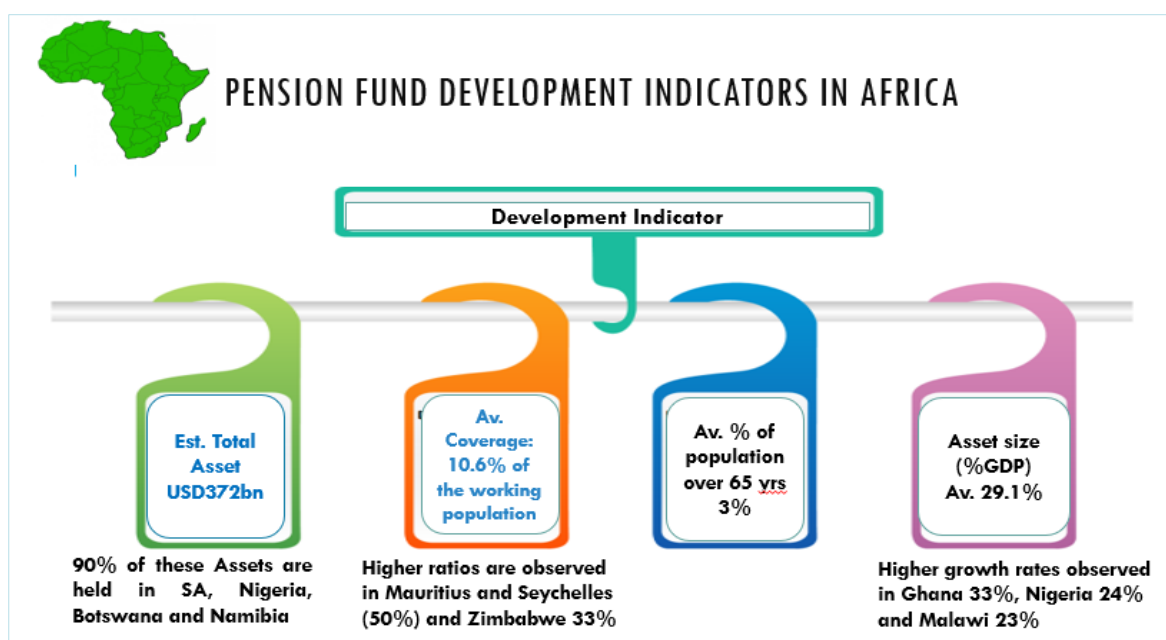 PENSION FUND DEVELOPMENT INDICATORS IN AFRICA
Development Indicator
Est. Total
Asset
USD372bn
90% of these Assets are
held in SA, Nigeria,
Botswana and Namibia
Av.
Coverage:
10.6% of
the working
population
Higher ratios are observed
in Mauritius and Seychelles
(50%) and Zimbabwe 33%
Av. % of
population
over 65 yrs
3%
Asset size
(%GDP)
Av. 29.1%
Higher growth rates observed
in Ghana 33%, Nigeria 24%
and Malawi 23%